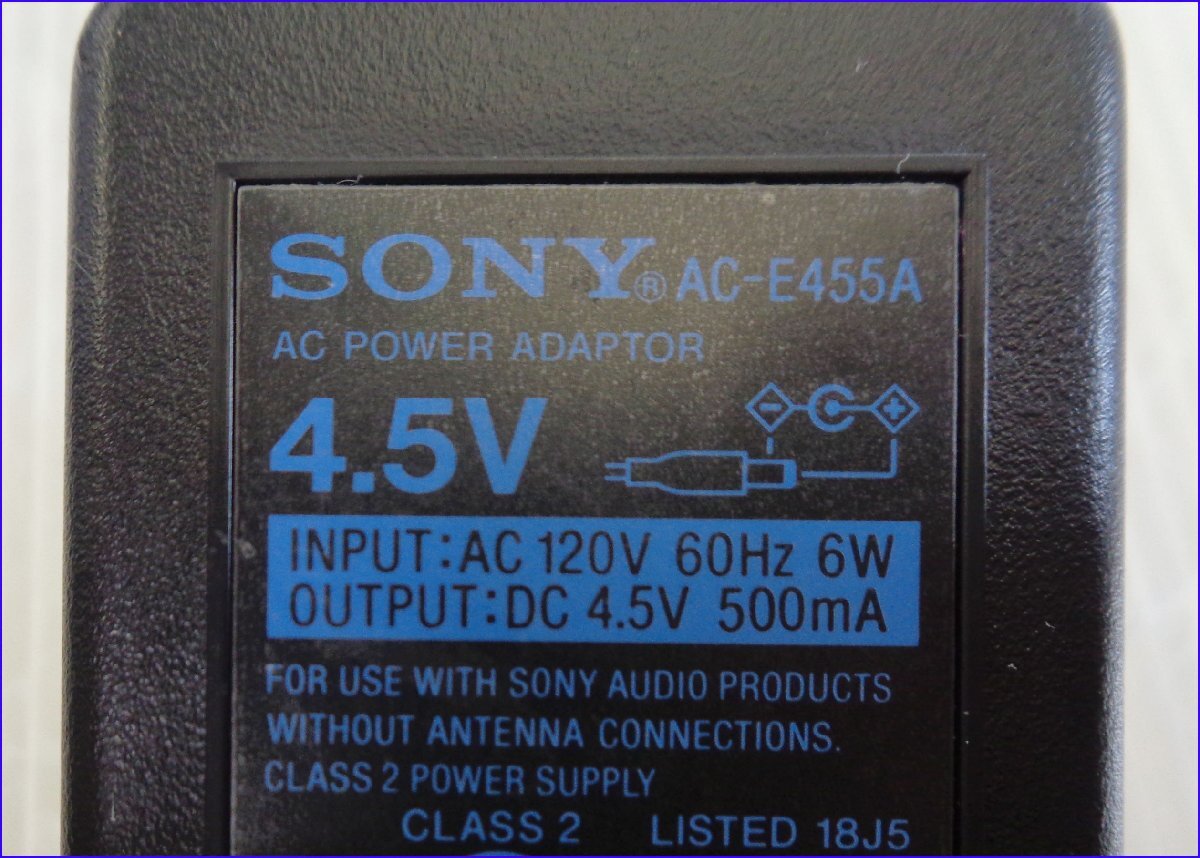 SONY® AC-E455A
AC POWER ADAPTOR
4.5V
INPUT:AC 120V 60Hz 6W
OUTPUT:DC 4.5V 500mA
FOR USE WITH SONY AUDIO PRODUCTS
WITHOUT ANTENNA CONNECTIONS.
CLASS 2 POWER SUPPLY
CLASS 2 LISTED 18J5